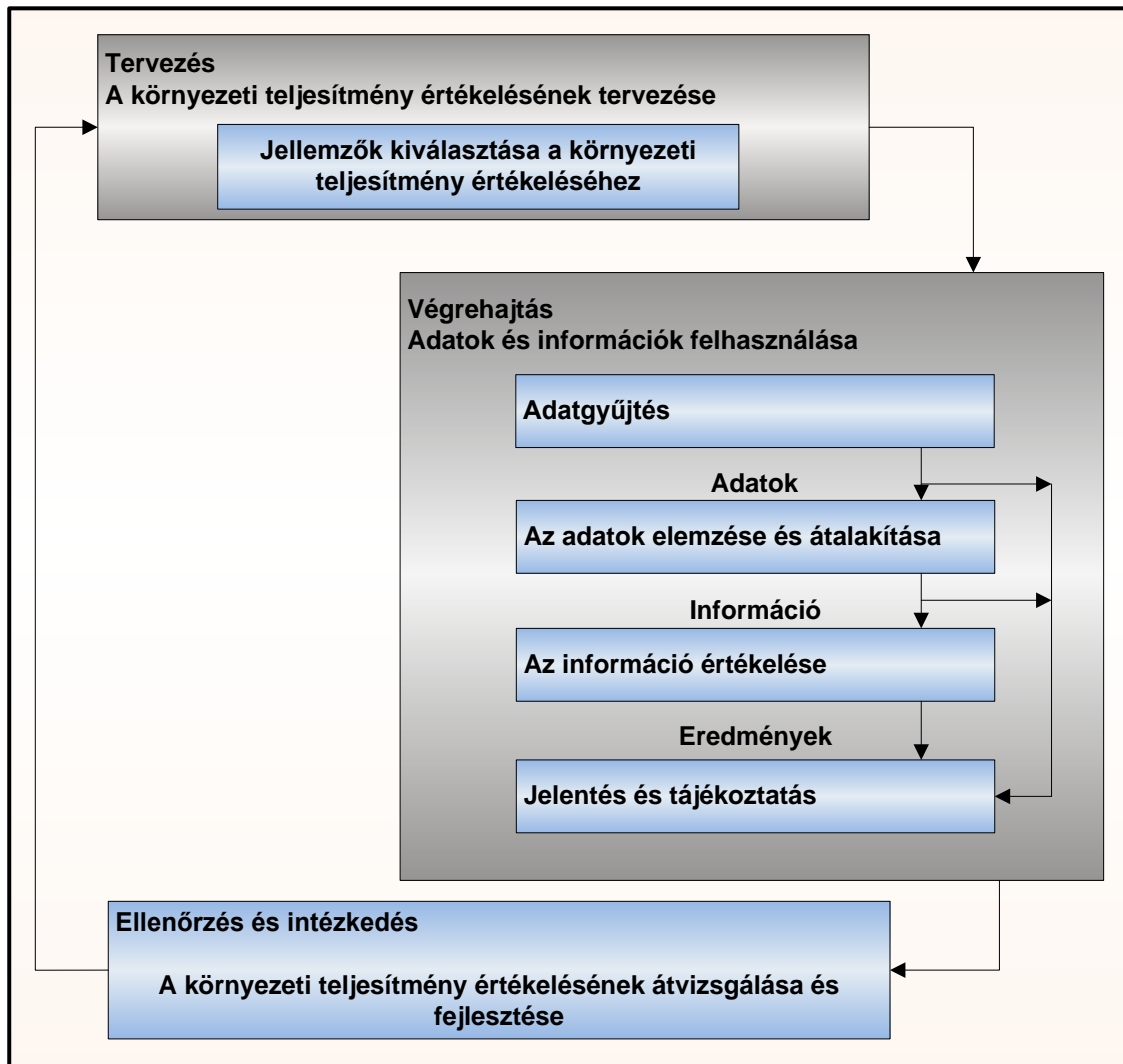 Tervezés
A környezeti teljesítmény értékelésének tervezése
Jellemzők kiválasztása a környezeti
teljesítmény értékeléséhez
Végrehajtás
Adatok és információk felhasználása
Adatgyűjtés
Adatok
Az adatok elemzése és átalakítása
Információ
Az információ értékelése
Eredmények
Jelentés és tájékoztatás
Ellenőrzés és intézkedés
A környezeti teljesítmény értékelésének átvizsgálása és
fejlesztése